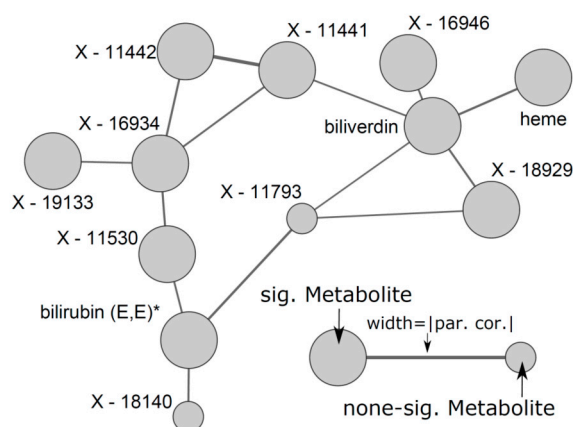 X - 11442
X - 11441
X - 16946
heme
biliverdin
X - 16934
X - 19133
X - 11793
X - 18929
X - 11530
bilirubin (E,E)*
X - 18140
sig. Metabolite
width=|par. cor.|
none-sig. Metabolite